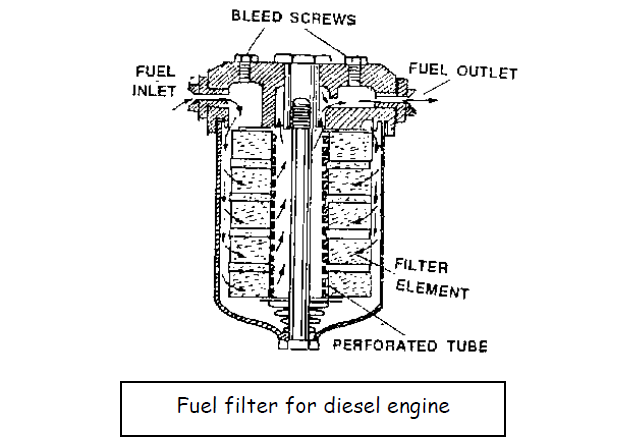 BLEED SCREWS
FUEL
INLET
FUEL OUTLET
FILTER
ELEMENT
PERFORATED TUBE
Fuel filter for diesel engine